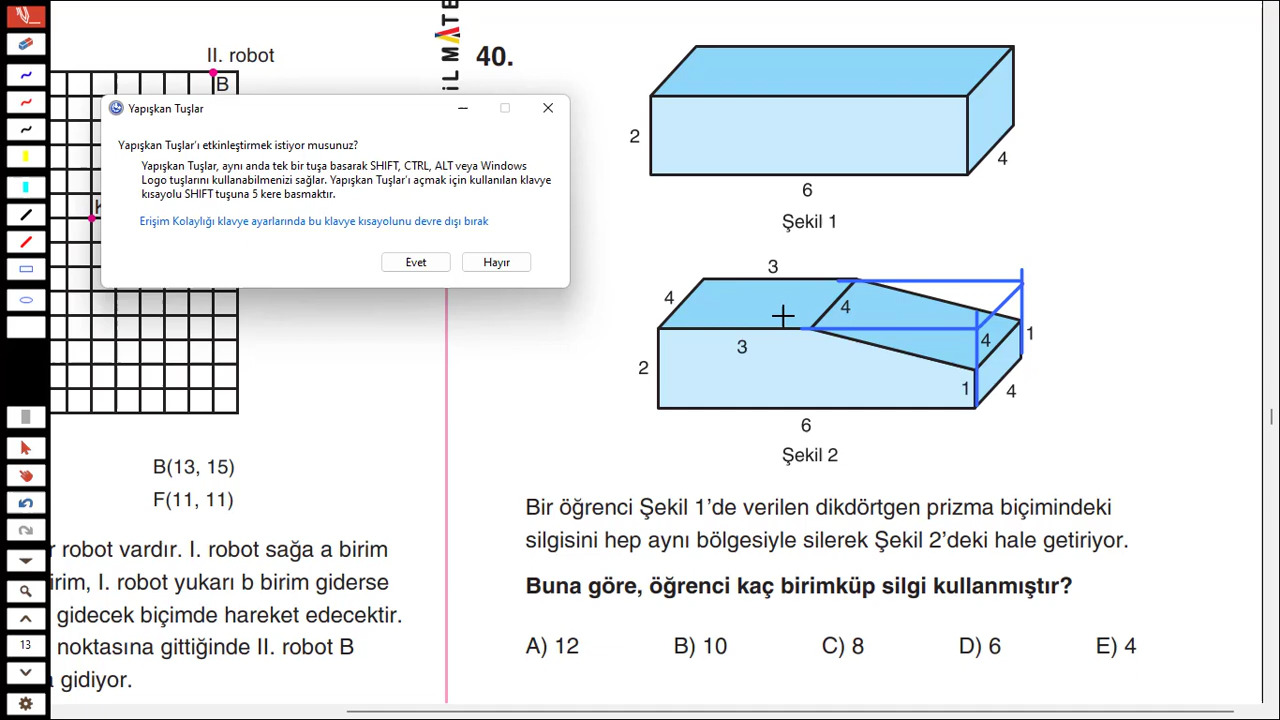 II. robot
B
Yapışkan Tuşlar
Yapışkan Tuşlar'ı etkinleştirmek istiyor musunuz?
Yapışkan Tuşlar, aynı anda tek bir tuşa basarak SHIFT, CTRL, ALT veya Windows
Logo tuşlarını kullanabilmenizi sağlar. Yapışkan Tuşlar'ı açmak için kullanılan klavye
kısayolu SHIFT tuşuna 5 kere basmaktır.
Erişim Kolaylığı klavye ayarlarında bu klavye kısayolunu devre dışı bırak
Evet
Hayır
B(13, 15)
F(11, 11)
robot vardır. I. robot sağa a birim
I. robot yukarı b birim giderse
gidecek biçimde hareket edecektir.
noktasına gittiğinde II. robot B
gidiyor.
13
40.
2
4
6
Şekil 1
3
4
4
3
2
4
1
1
4
6
Şekil 2
Bir öğrenci Şekil 1'de verilen dikdörtgen prizma biçimindeki
silgisini hep aynı bölgesiyle silerek Şekil 2'deki hale getiriyor.
Buna göre, öğrenci kaç birimküp silgi kullanmıştır?
A) 12
B) 10
C) 8
D) 6
E) 4